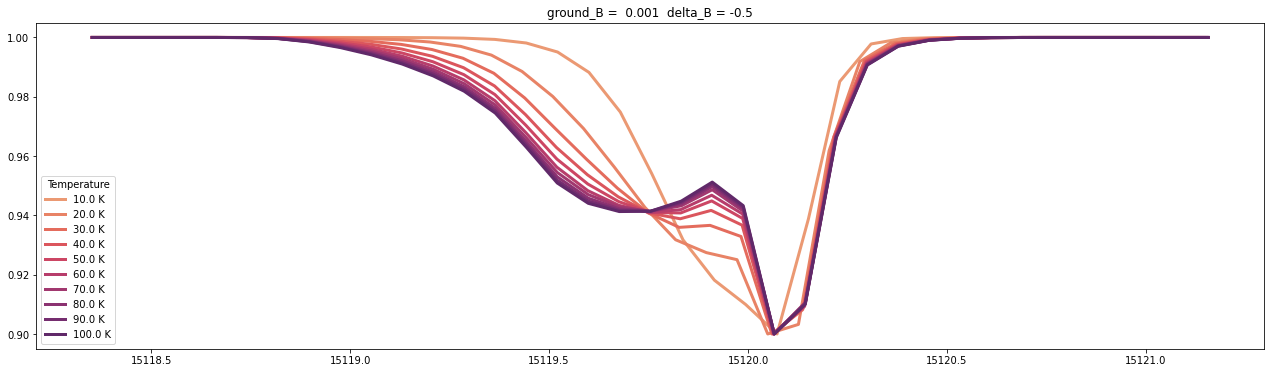 ground_B =  0.001  delta_B = -0.5
1.00
0.98
0.96
0.94
0.92
0.90
Temperature
10.0 K
20.0 K
30.0 K
40.0 K
50.0 K
60.0 K
70.0 K
80.0 K
90.0 K
100.0 K
15118.5
15119.0
15119.5
15120.0
15120.5
15121.0